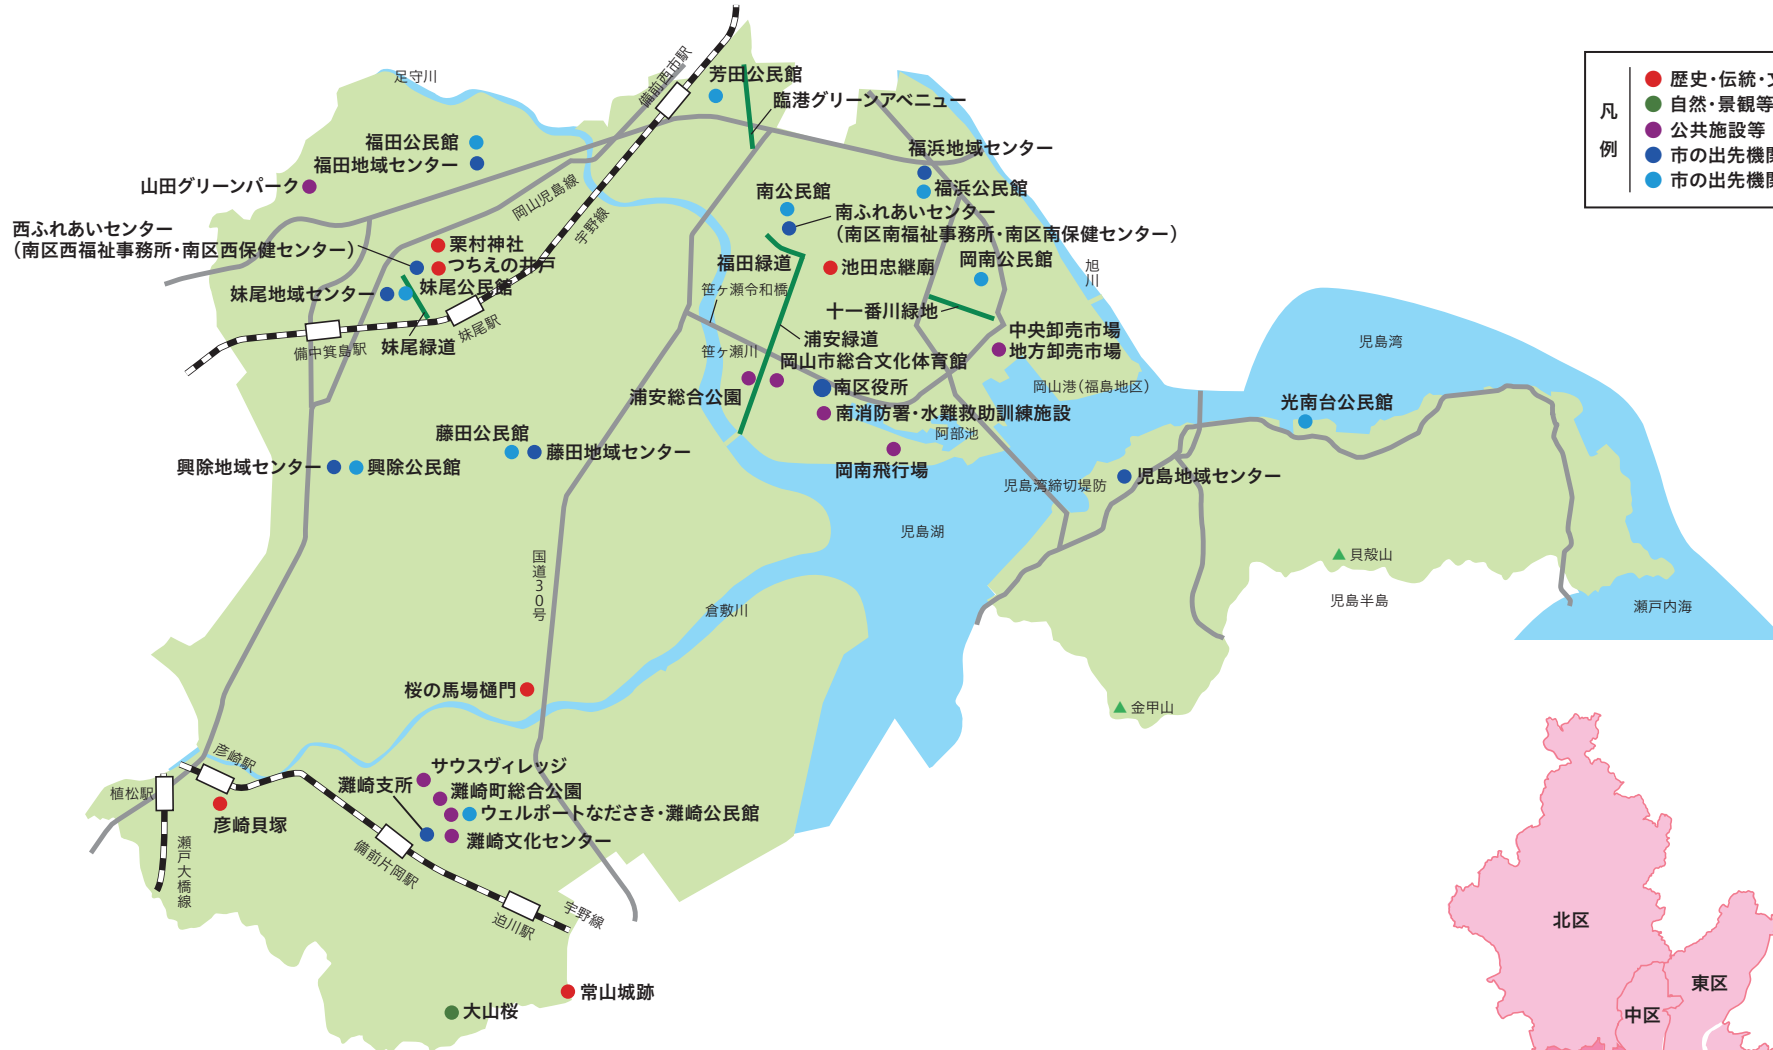 足守川
備前西市駅
芳田公民館
臨港グリーンアベニュー
福田公民館
福田地域センター
山田グリーンパーク
岡山児島線
宇野線
福浜地域センター
福浜公民館
南公民館
南ふれあいセンター
（南区南福祉事務所・南区南保健センター）
西ふれあいセンター
（南区西福祉事務所・南区西保健センター）
栗村神社
つちえの井戸
妹尾公民館
妹尾地域センター
妹尾緑道
妹尾駅
備中箕島駅
福田緑道
池田忠継廟
岡南公民館
旭川
笹ヶ瀬令和橋
十一番川緑地
浦安緑道
中央卸売市場
地方卸売市場
笹ヶ瀬川
岡山市総合文化体育館
浦安総合公園
南区役所
岡山港（福島地区）
南消防署・水難救助訓練施設
阿部池
児島湾
光南台公民館
藤田公民館
藤田地域センター
興除地域センター
興除公民館
岡南飛行場
児島湾締切堤防
児島地域センター
児島湖
国道30号
貝殻山
児島半島
瀬戸内海
倉敷川
桜の馬場樋門
金甲山
彦崎駅
植松駅
彦崎貝塚
瀬戸大橋線
灘崎支所
サウスヴィレッジ
灘崎町総合公園
ウェルポートなださき・灘崎公民館
灘崎文化センター
備前片岡駅
迫川駅
宇野線
常山城跡
大山桜
凡例
歴史・伝統・文
自然・景観等
公共施設等
市の出先機関
市の出先機関
北区
東区
中区